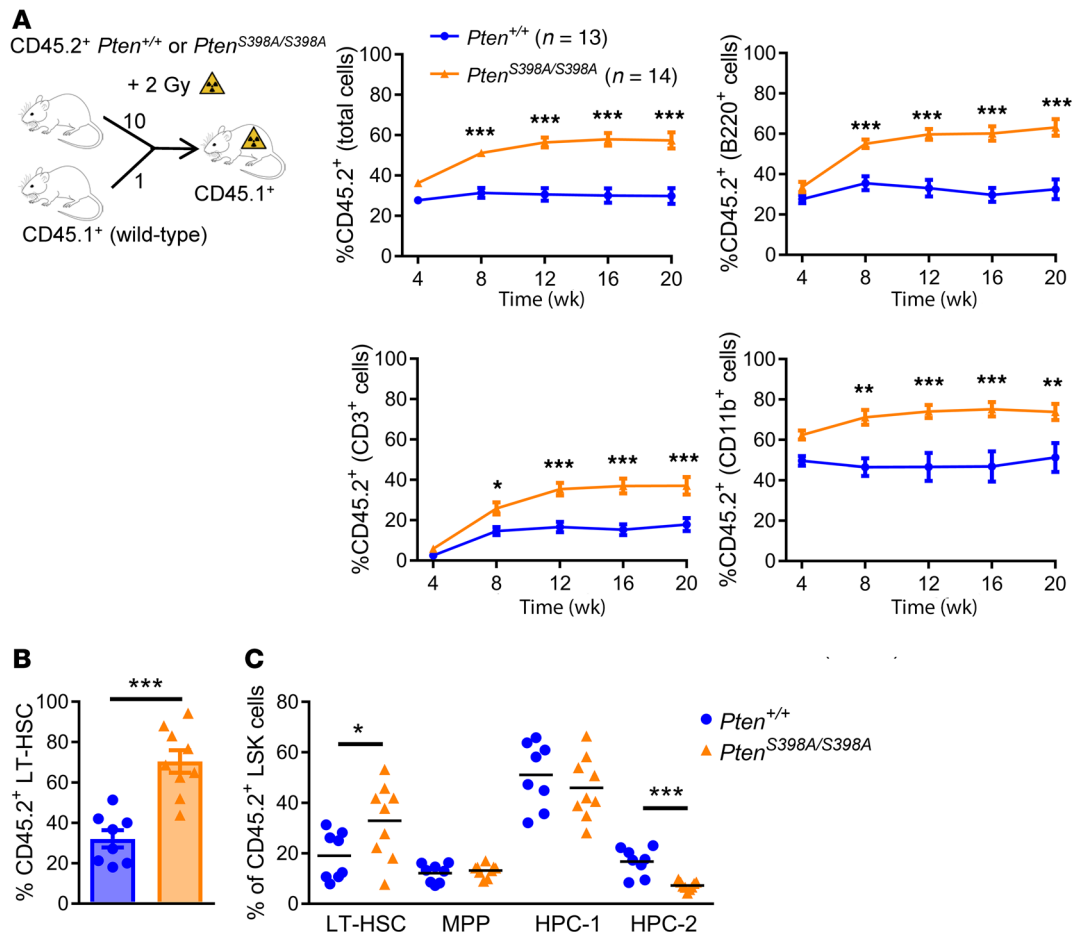 A
CD45.2+ Pten+/+ or PtenS398A/S398A
+ 2 Gy
10
1
CD45.1+
CD45.1+ (wild-type)
Pten+/+ (n = 13)
PtenS398A/S398A (n = 14)
%CD45.2+ (total cells)
100
80
60
40
20
0
*** *** *** ***
4 8 12 16 20
Time (wk)
%CD45.2+ (B220+ cells)
100
80
60
40
20
0
*** *** *** ***
4 8 12 16 20
Time (wk)
%CD45.2+ (CD3+ cells)
100
80
60
40
20
0
* *** *** ***
4 8 12 16 20
Time (wk)
%CD45.2+ (CD11b+ cells)
100
80
60
40
20
0
** *** *** **
4 8 12 16 20
Time (wk)
B
% CD45.2+ LT-HSC
100
80
60
40
20
0
***
C
% of CD45.2+ LSK cells
80
60
40
20
0
*
***
LT-HSC MPP HPC-1 HPC-2
Pten+/+
PtenS398A/S398A